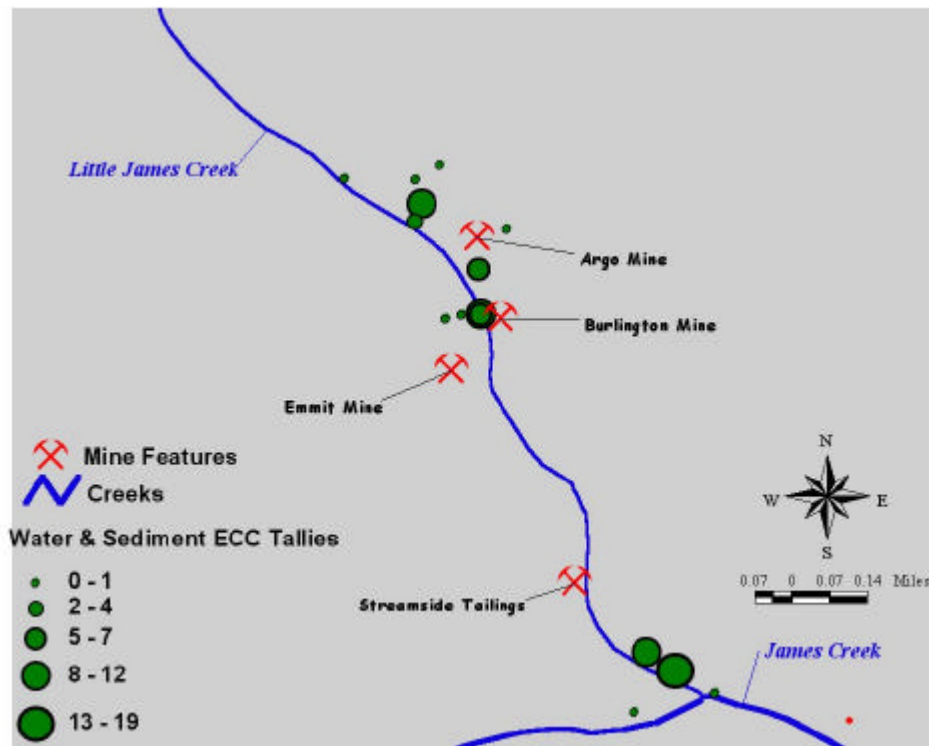 Little James Creek
Argo Mine
Burlington Mine
Emmit Mine
Mine Features
Creeks
N
W E
S
Water & Sediment ECC Tallies
0 - 1
2 - 4
5 - 7
8 - 12
13 - 19
0.07 0 0.07 0.14 Miles
Streamside Tailings
James Creek